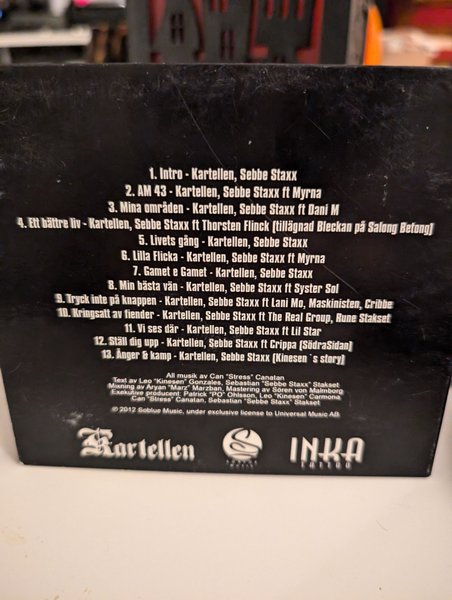 1. Intro - Kartellen, Sebbe Staxx
2. AM 43 - Kartellen, Sebbe Staxx ft Myrna
3. Mina områden - Kartellen, Sebbe Staxx ft Dani M
4. Ett bättre liv - Kartellen, Sebbe Staxx ft Thorsten Flinck (tillägnad Bleckan på Salong Betong)
5. Livets gång - Kartellen, Sebbe Staxx
6. Lilla Flicka - Kartellen, Sebbe Staxx ft Myrna
7. Gamet e Gamet - Kartellen, Sebbe Staxx
8. Min bästa vän - Kartellen, Sebbe Staxx ft Syster Sol
9. Tryck inte på knappen - Kartellen, Sebbe Staxx ft Lani Mo, Maskinisten, Cribbe
10. Kringsatt av fiender - Kartellen, Sebbe Staxx ft The Real Group, Rune Stakset
11. Vi ses där - Kartellen, Sebbe Staxx ft Lil Star
12. Ställ dig upp - Kartellen, Sebbe Staxx ft Crippa (SödraSidan)
13. Ånger & kamp - Kartellen, Sebbe Staxx (Kinesen´s story)
All musik av Can "Stress" Canatan
Text av Leo "Kinesen" Gonzales, Sebastian "Sebbe Staxx" Stakset
Mixning av Aryan "Marz" Marzban, Mastering av Sören von Malmborg
Exekutive producent: Patrick "PO" Ohlsson, Leo "Kinesen" Carmona
Can "Stress" Canatan, Sebastian "Sebbe Staxx" Stakset
© 2012 Soblue Music, under exclusive license to Universal Music AB
Kartellen
SOBLUE MUSIC
INKA
TATTOO